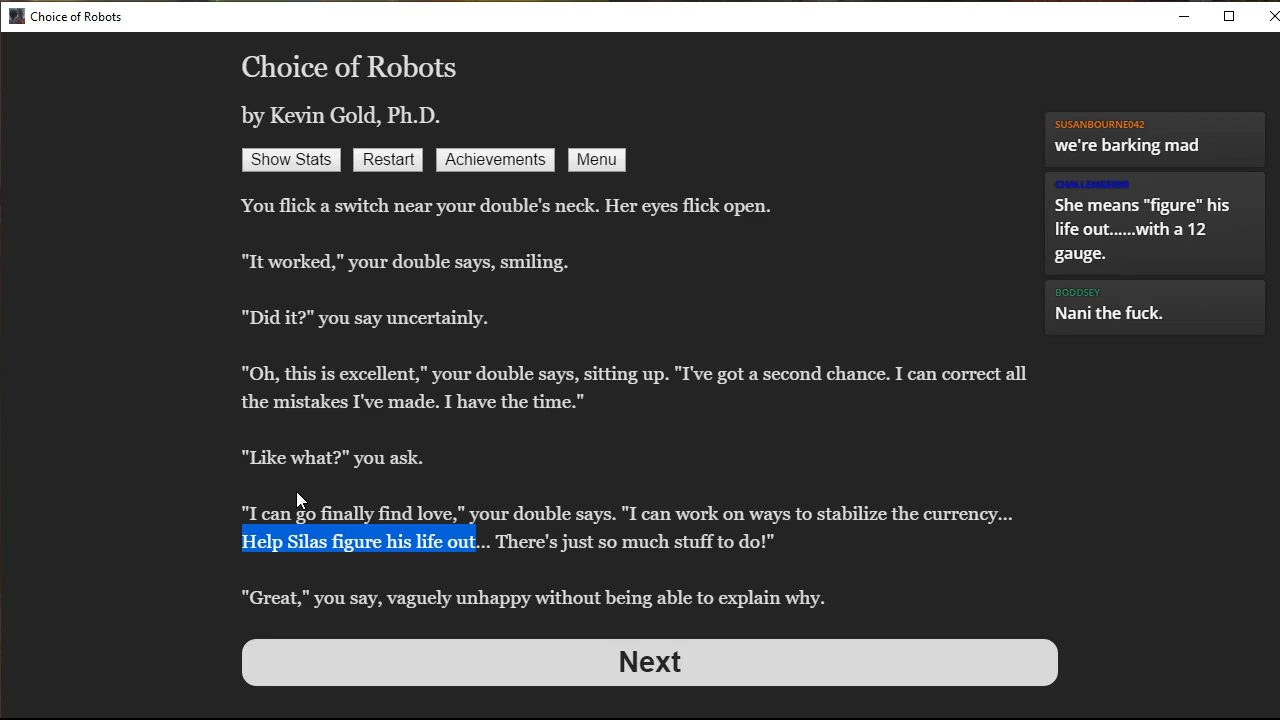 Choice of Robots
Choice of Robots
by Kevin Gold, Ph.D.
Show Stats Restart Achievements Menu
You flick a switch near your double's neck. Her eyes flick open.
"It worked," your double says, smiling.
"Did it?" you say uncertainly.
"Oh, this is excellent," your double says, sitting up. "I've got a second chance. I can correct all
the mistakes I've made. I have the time."
"Like what?" you ask.
"I can go finally find love," your double says. "I can work on ways to stabilize the currency...
Help Silas figure his life out... There's just so much stuff to do!"
"Great," you say, vaguely unhappy without being able to explain why.
Next
SUSANBOURNE042
we're barking mad
She means "figure" his
life out......with a 12
gauge.
BODDSEY
Nani the fuck.